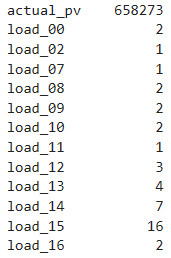 actual_pv 658273
load_00 2
load_02 1
load_07 1
load_08 2
load_09 2
load_10 2
load_11 1
load_12 3
load_13 4
load_14 7
load_15 16
load_16 2